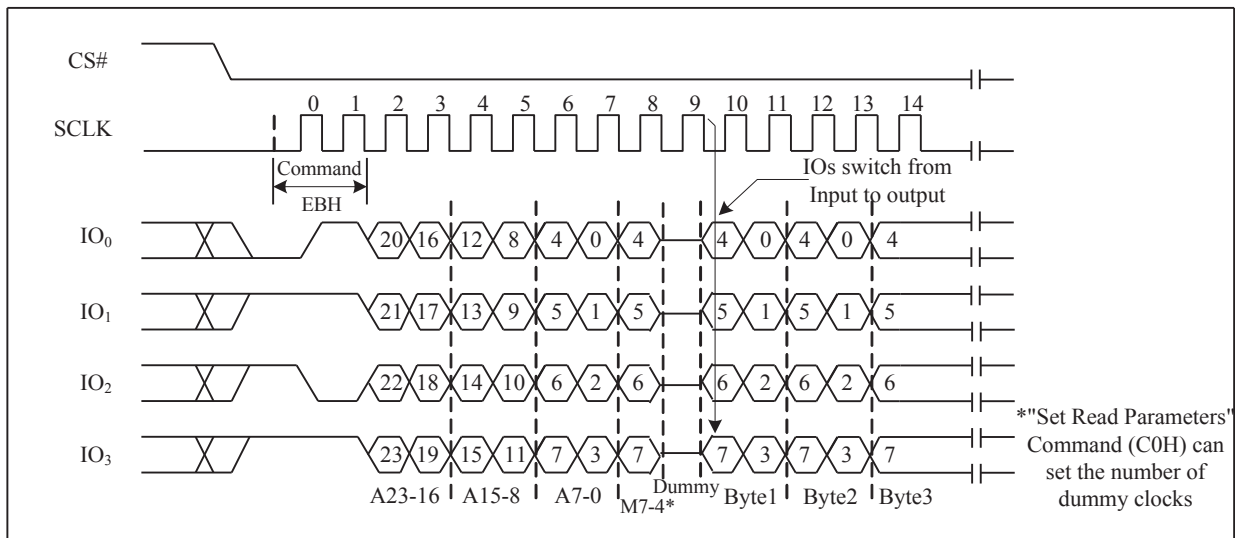 CS#
0 1 2 3 4 5 6 7 8 9 10 11 12 13 14
SCLK
Command
EBH
IOs switch from
Input to output
IO₀ 20 16 12 8 4 0 4 4 0 4 0 4
IO₁ 21 17 13 9 5 1 5 5 1 5 1 5
IO₂ 22 18 14 10 6 2 6 6 2 6 2 6
IO₃ 23 19 15 11 7 3 7 7 3 7 3 7
A23-16 A15-8 A7-0 M7-4* Dummy Byte1 Byte2 Byte3
*"Set Read Parameters"
Command (C0H) can
set the number of
dummy clocks